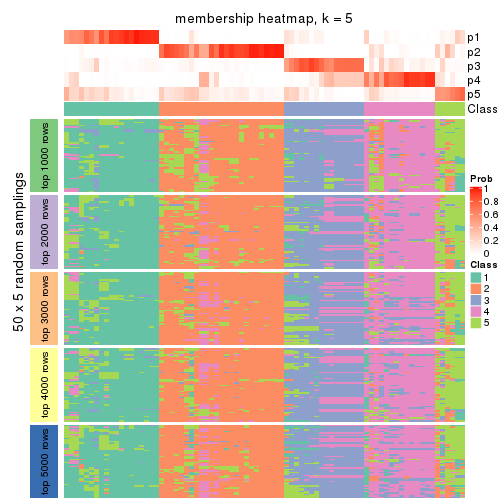 membership heatmap, k = 5
p1
p2
p3
p4
p5
Class
50 x 5 random samplings
top 1000 rows
top 2000 rows
top 3000 rows
top 4000 rows
top 5000 rows
Prob
1
0.8
0.6
0.4
0.2
0
Class
1
2
3
4
5